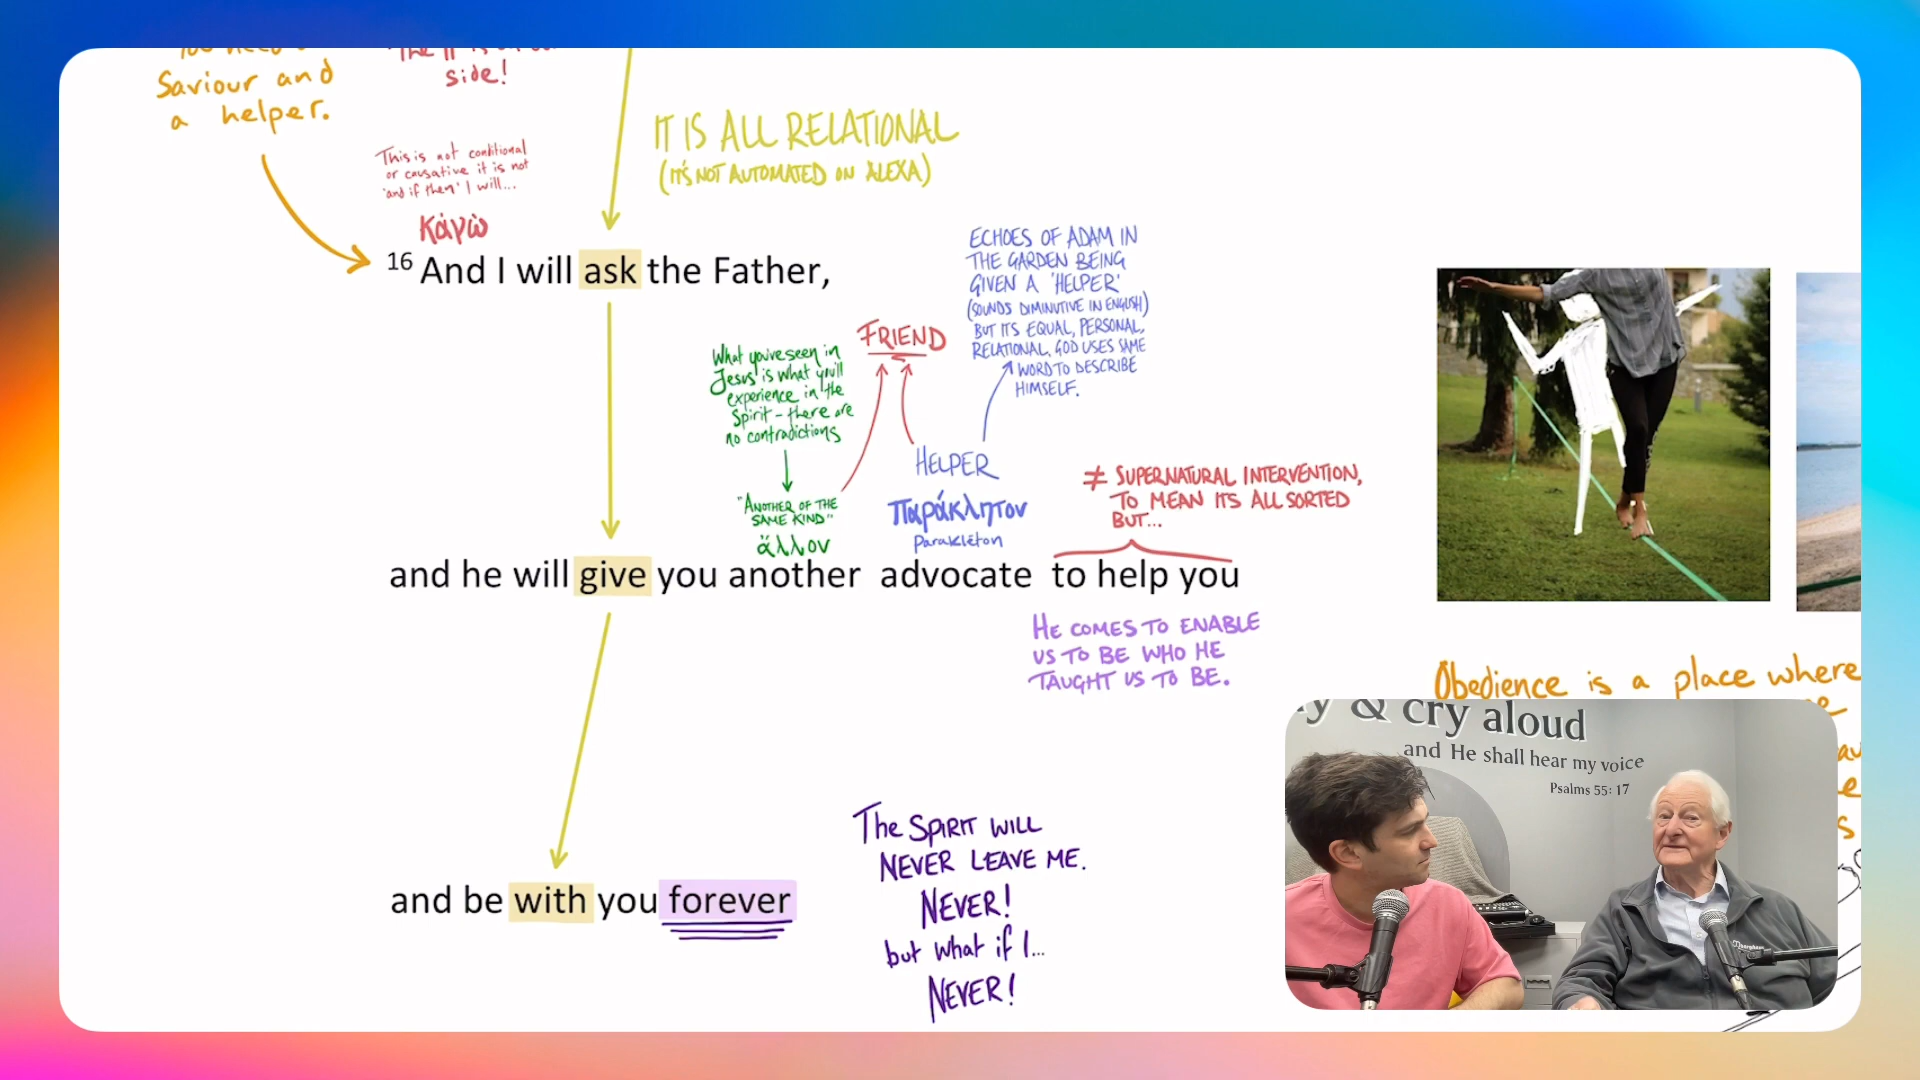 Saviour and
a helper.
side!
This is not conditional
or causative it is not
'and if then' I will...
κἀγὼ
IT IS ALL RELATIONAL
(IT'S NOT AUTOMATED ON ALEXA)
16 And I will ask the Father,
ECHOES OF ADAM IN
THE GARDEN BEING
GIVEN A 'HELPER'
(SOUNDS DIMINUTIVE IN ENGLISH)
BUT ITS EQUAL, PERSONAL,
RELATIONAL. GOD USES SAME
WORD TO DESCRIBE
HIMSELF.
FRIEND
What you've seen in
Jesus is what you'll
experience in the
Spirit - there are
no contradictions
HELPER
παράκλητον
Paraklēton
"ANOTHER OF THE
SAME KIND"
ἄλλον
≠ SUPERNATURAL INTERVENTION,
TO MEAN ITS ALL SORTED
BUT...
and he will give you another advocate to help you
HE COMES TO ENABLE
US TO BE WHO HE
TAUGHT US TO BE.
and be with you forever
The SPIRIT WILL
NEVER LEAVE ME.
NEVER!
but what if I...
NEVER!
Obedience is a place where
& cry aloud
and He shall hear my voice
Psalms 55:17